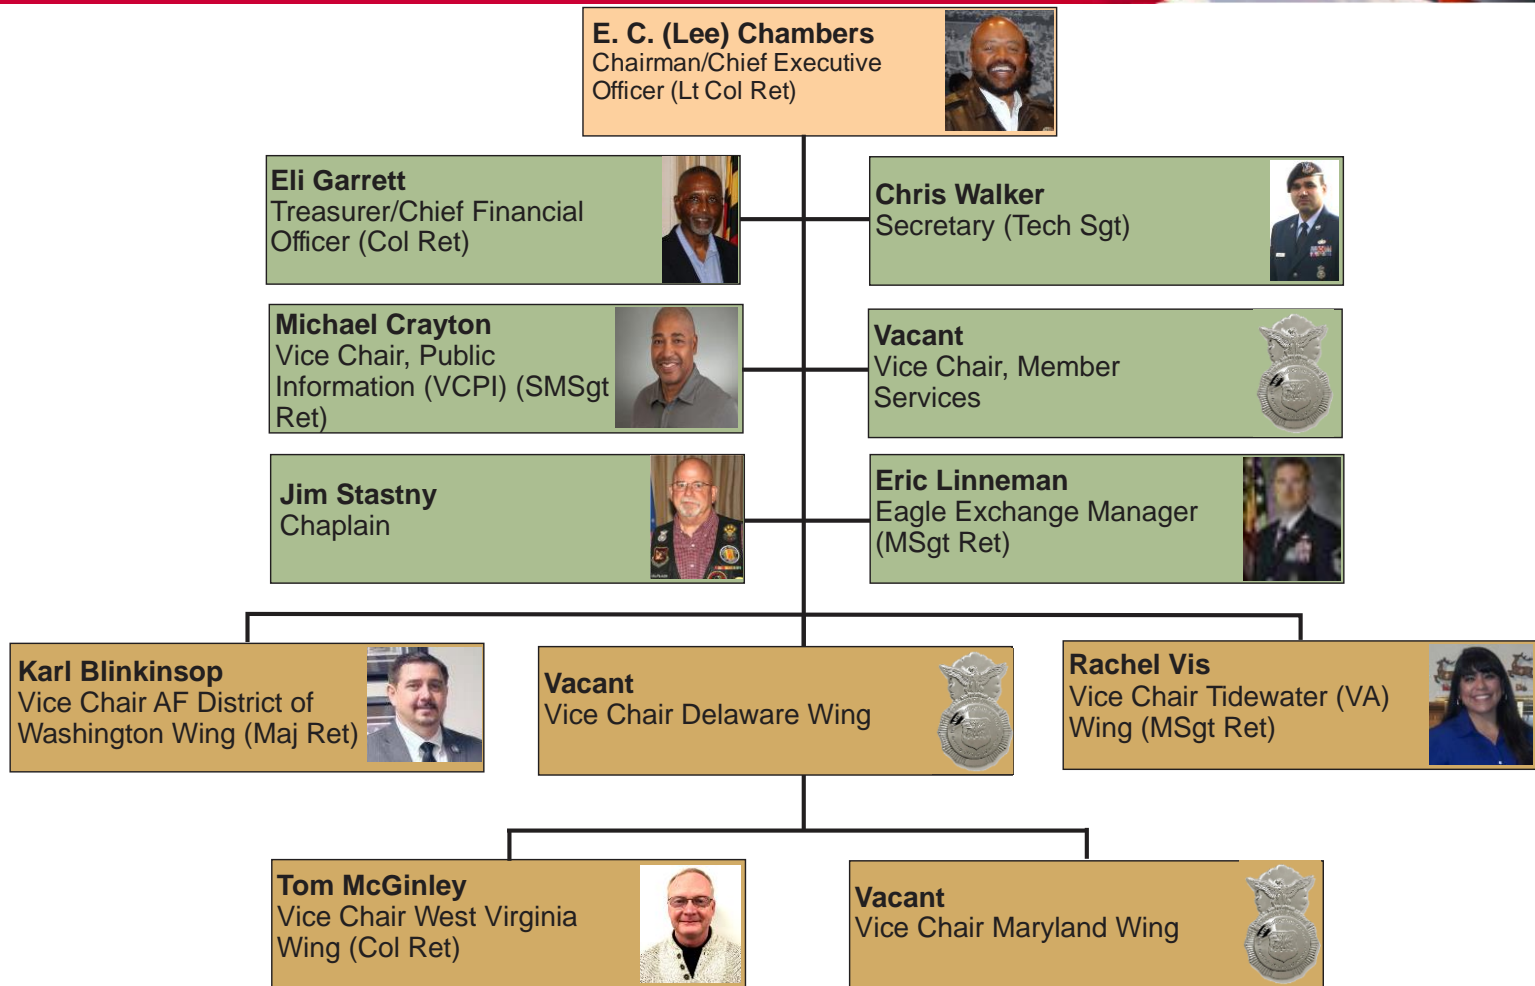 E. C. (Lee) Chambers
Chairman/Chief Executive
Officer (Lt Col Ret)
Eli Garrett
Treasurer/Chief Financial
Officer (Col Ret)
Chris Walker
Secretary (Tech Sgt)
Michael Crayton
Vice Chair, Public
Information (VCPI) (SMSgt
Ret)
Vacant
Vice Chair, Member
Services
Jim Stastny
Chaplain
Eric Linneman
Eagle Exchange Manager
(MSgt Ret)
Karl Blinkinsop
Vice Chair AF District of
Washington Wing (Maj Ret)
Vacant
Vice Chair Delaware Wing
Rachel Vis
Vice Chair Tidewater (VA)
Wing (MSgt Ret)
Tom McGinley
Vice Chair West Virginia
Wing (Col Ret)
Vacant
Vice Chair Maryland Wing